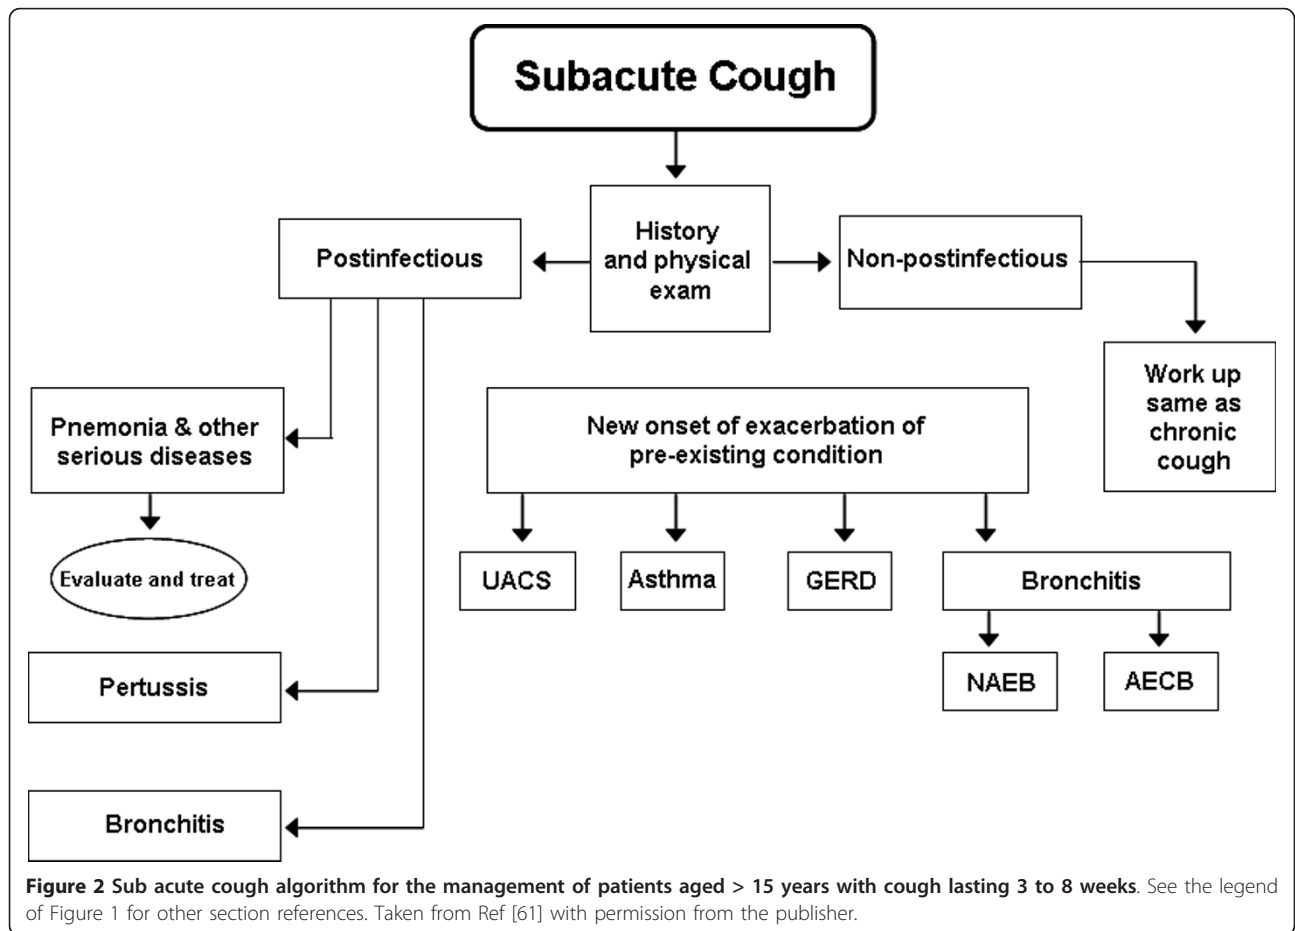 Subacute Cough
History
and physical
exam
Postinfectious
Non-postinfectious
Work up
same as
chronic
cough
Pnemonia & other
serious diseases
New onset of exacerbation of
pre-existing condition
Evaluate and treat
UACS
Asthma
GERD
Bronchitis
NAEB
AECB
Pertussis
Bronchitis
Figure 2 Sub acute cough algorithm for the management of patients aged > 15 years with cough lasting 3 to 8 weeks. See the legend
of Figure 1 for other section references. Taken from Ref [61] with permission from the publisher.